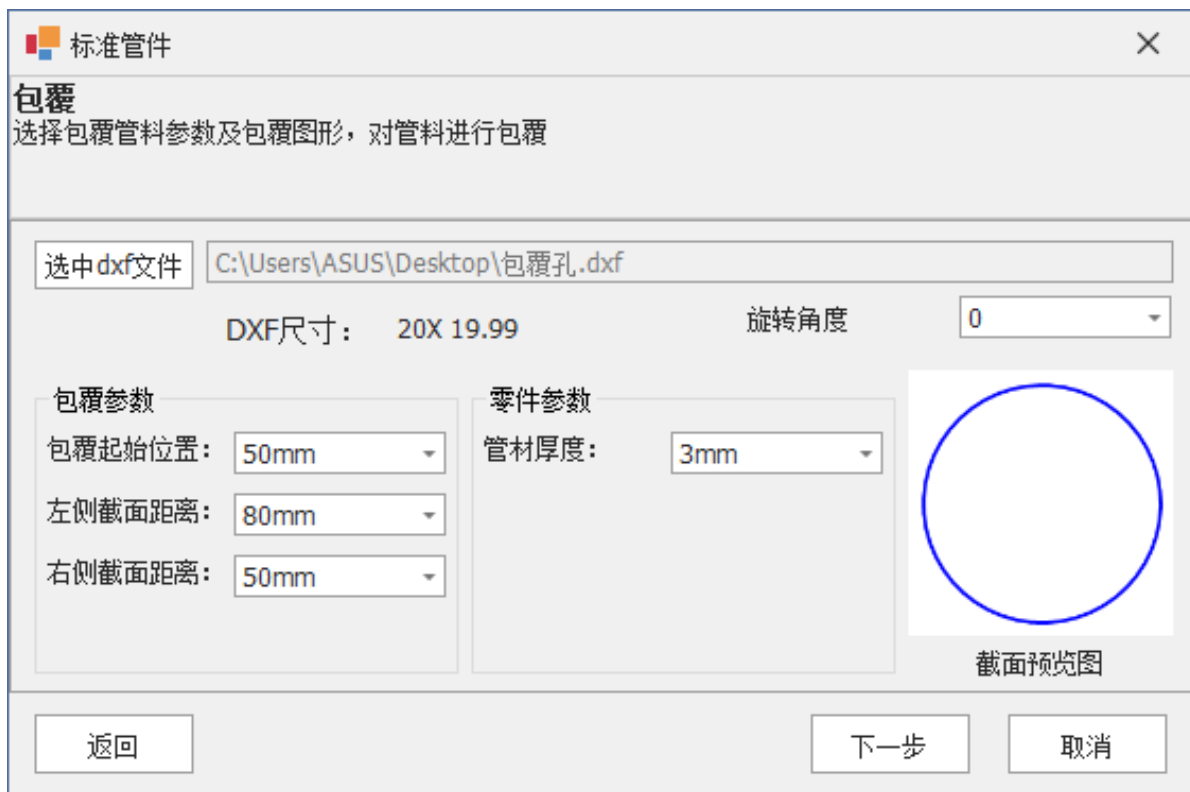 标准管件
包覆
选择包覆管料参数及包覆图形，对管料进行包覆
选中dxf文件 C:\Users\ASUS\Desktop\包覆孔.dxf
DXF尺寸： 20X 19.99 旋转角度 0
包覆参数 零件参数
包覆起始位置： 50mm 管材厚度： 3mm
左侧截面距离： 80mm
右侧截面距离： 50mm
截面预览图
返回 下一步 取消